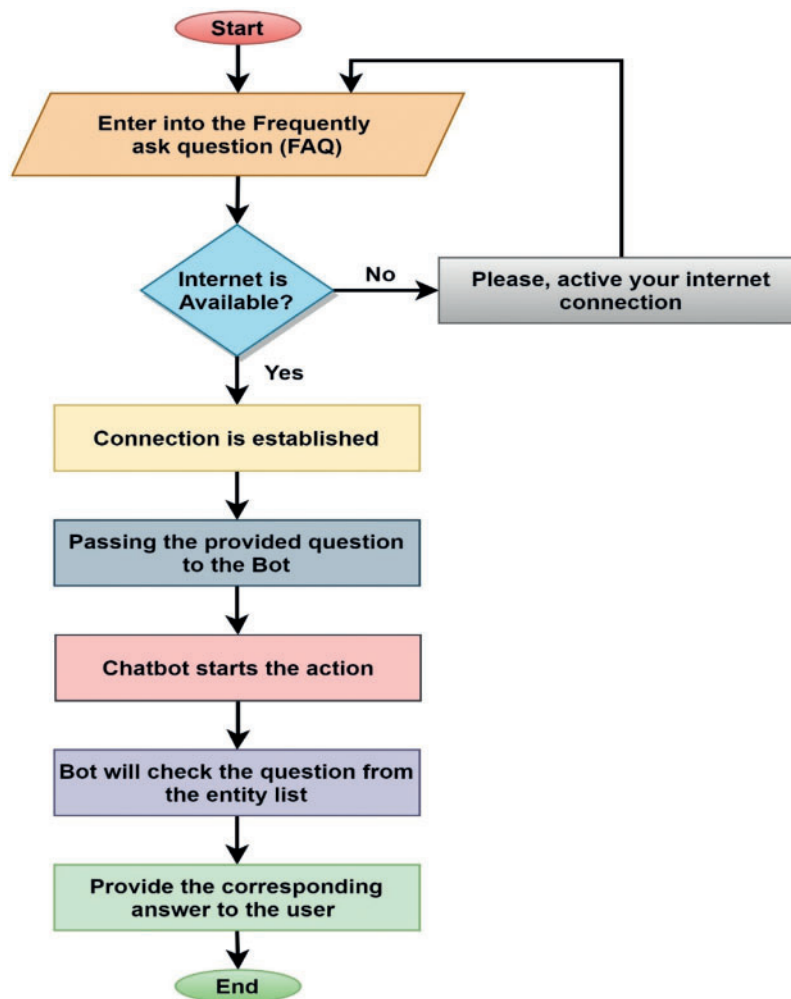 Start
Enter into the Frequently
ask question (FAQ)
Internet is
Available?
No
Please, active your internet
connection
Yes
Connection is established
Passing the provided question
to the Bot
Chatbot starts the action
Bot will check the question from
the entity list
Provide the corresponding
answer to the user
End